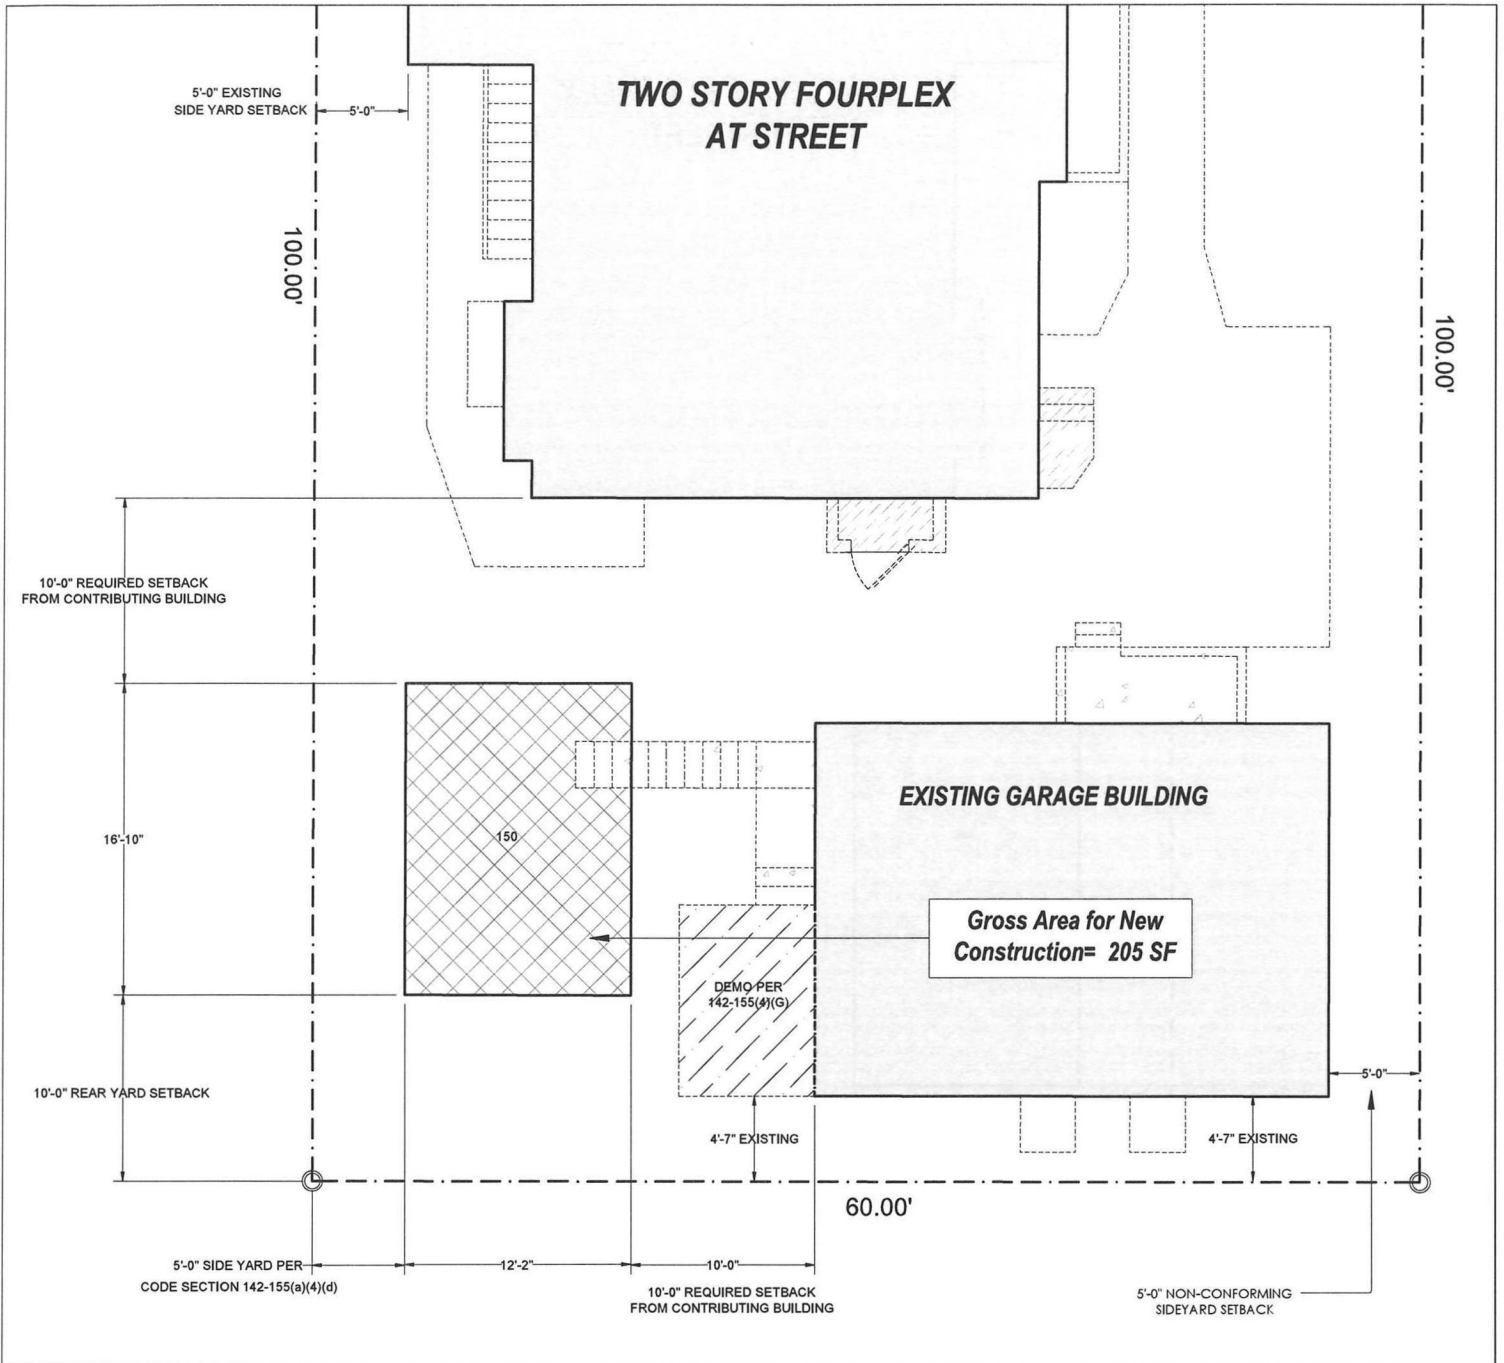 TWO STORY FOURPLEX
AT STREET
5'-0" EXISTING
SIDE YARD SETBACK
5'-0"
100.00'
100.00'
10'-0" REQUIRED SETBACK
FROM CONTRIBUTING BUILDING
EXISTING GARAGE BUILDING
16'-10"
150
Gross Area for New
Construction= 205 SF
DEMO PER
142-155(4)(G)
5'-0"
10'-0" REAR YARD SETBACK
4'-7" EXISTING
4'-7" EXISTING
60.00'
5'-0" SIDE YARD PER
CODE SECTION 142-155(a)(4)(d)
12'-2"
10'-0"
10'-0" REQUIRED SETBACK
FROM CONTRIBUTING BUILDING
5'-0" NON-CONFORMING
SIDEYARD SETBACK